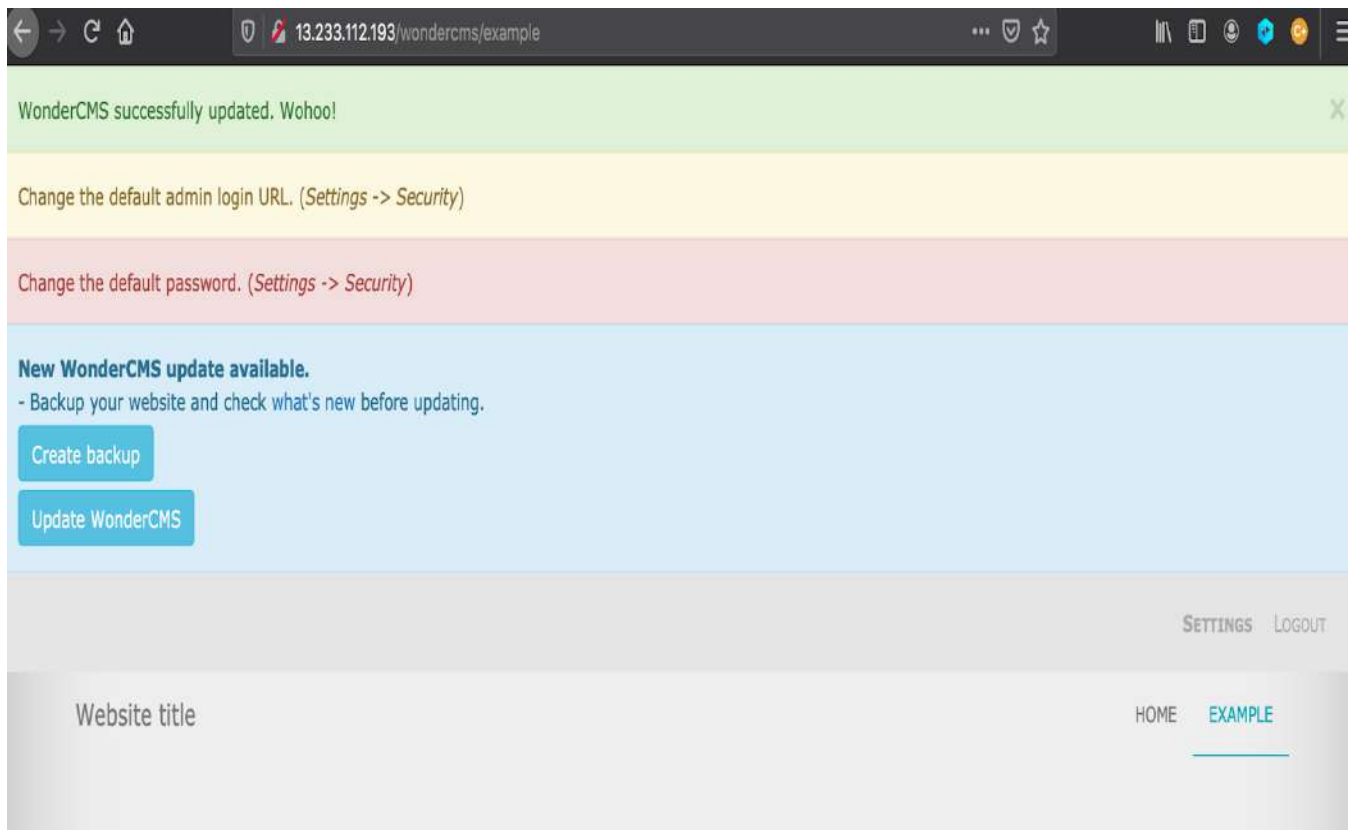 13.233.112.193/wondercms/example
WonderCMS successfully updated. Wohoo!
X
Change the default admin login URL. (Settings -> Security)
Change the default password. (Settings -> Security)
New WonderCMS update available.
- Backup your website and check what's new before updating.
Create backup
Update WonderCMS
SETTINGS LOGOUT
Website title HOME EXAMPLE